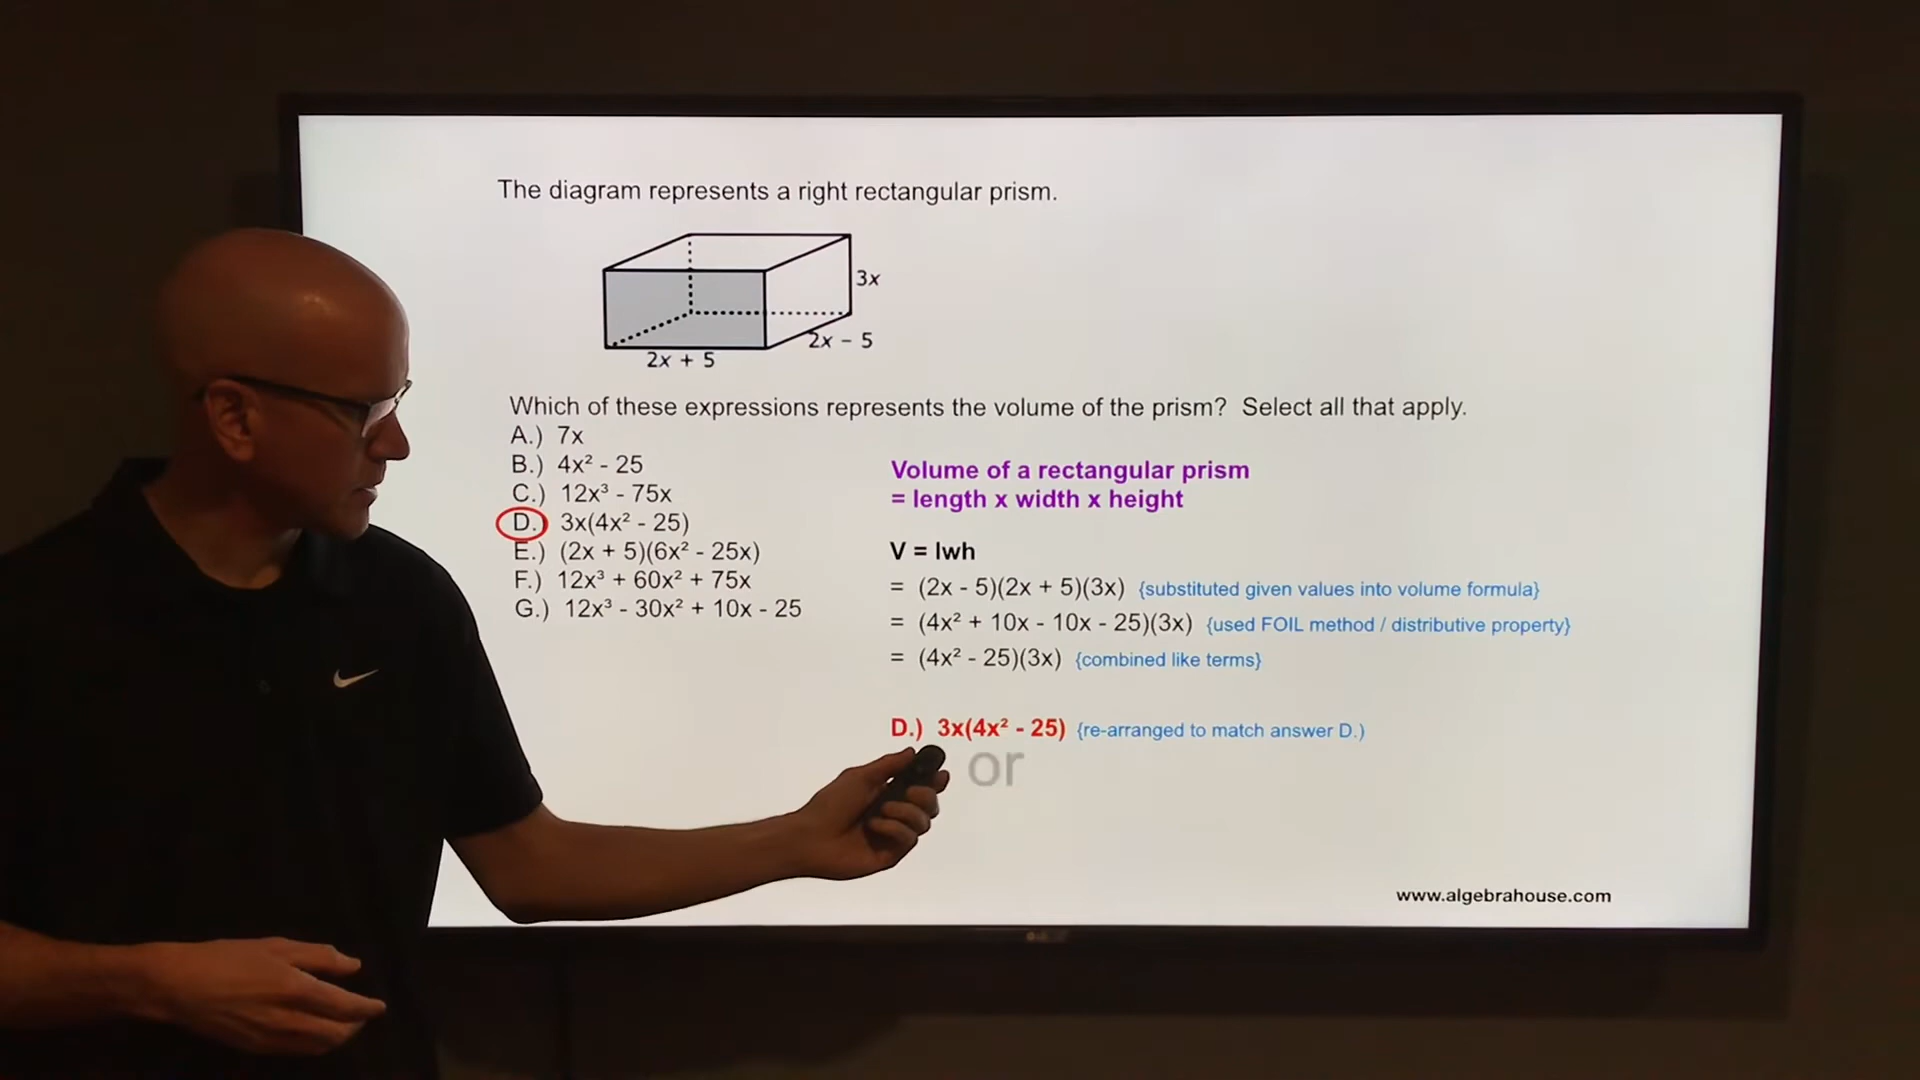 The diagram represents a right rectangular prism.
3x
2x − 5
2x + 5
Which of these expressions represents the volume of the prism?  Select all that apply.
A.)  7x
B.)  4x² - 25
C.)  12x³ - 75x
D.)  3x(4x² - 25)
E.)  (2x + 5)(6x² - 25x)
F.)  12x³ + 60x² + 75x
G.)  12x³ - 30x² + 10x - 25
Volume of a rectangular prism
= length x width x height
V = lwh
=  (2x - 5)(2x + 5)(3x)  {substituted given values into volume formula}
=  (4x² + 10x - 10x - 25)(3x)  {used FOIL method / distributive property}
=  (4x² - 25)(3x)  {combined like terms}
D.)  3x(4x² - 25)  {re-arranged to match answer D.)
or
www.algebrahouse.com